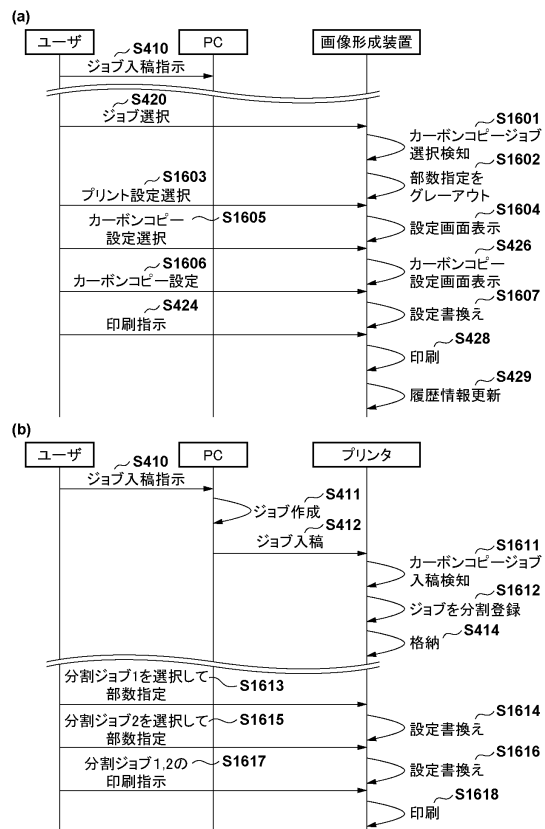 (a)
ユーザ
PC
画像形成装置
S410
ジョブ入稿指示
S420
ジョブ選択
S1601
カーボンコピージョブ
選択検知
S1602
部数指定を
グレーアウト
S1603
プリント設定選択
S1604
設定画面表示
S1605
カーボンコピー
設定選択
S426
カーボンコピー
設定画面表示
S1606
カーボンコピー設定
S1607
設定書換え
S424
印刷指示
S428
印刷
S429
履歴情報更新
(b)
ユーザ
PC
プリンタ
S410
ジョブ入稿指示
S411
ジョブ作成
S412
ジョブ入稿
S1611
カーボンコピージョブ
入稿検知
S1612
ジョブを分割登録
S414
格納
S1613
分割ジョブ1を選択して
部数指定
S1614
設定書換え
S1615
分割ジョブ2を選択して
部数指定
S1616
設定書換え
S1617
分割ジョブ1,2の
印刷指示
S1618
印刷